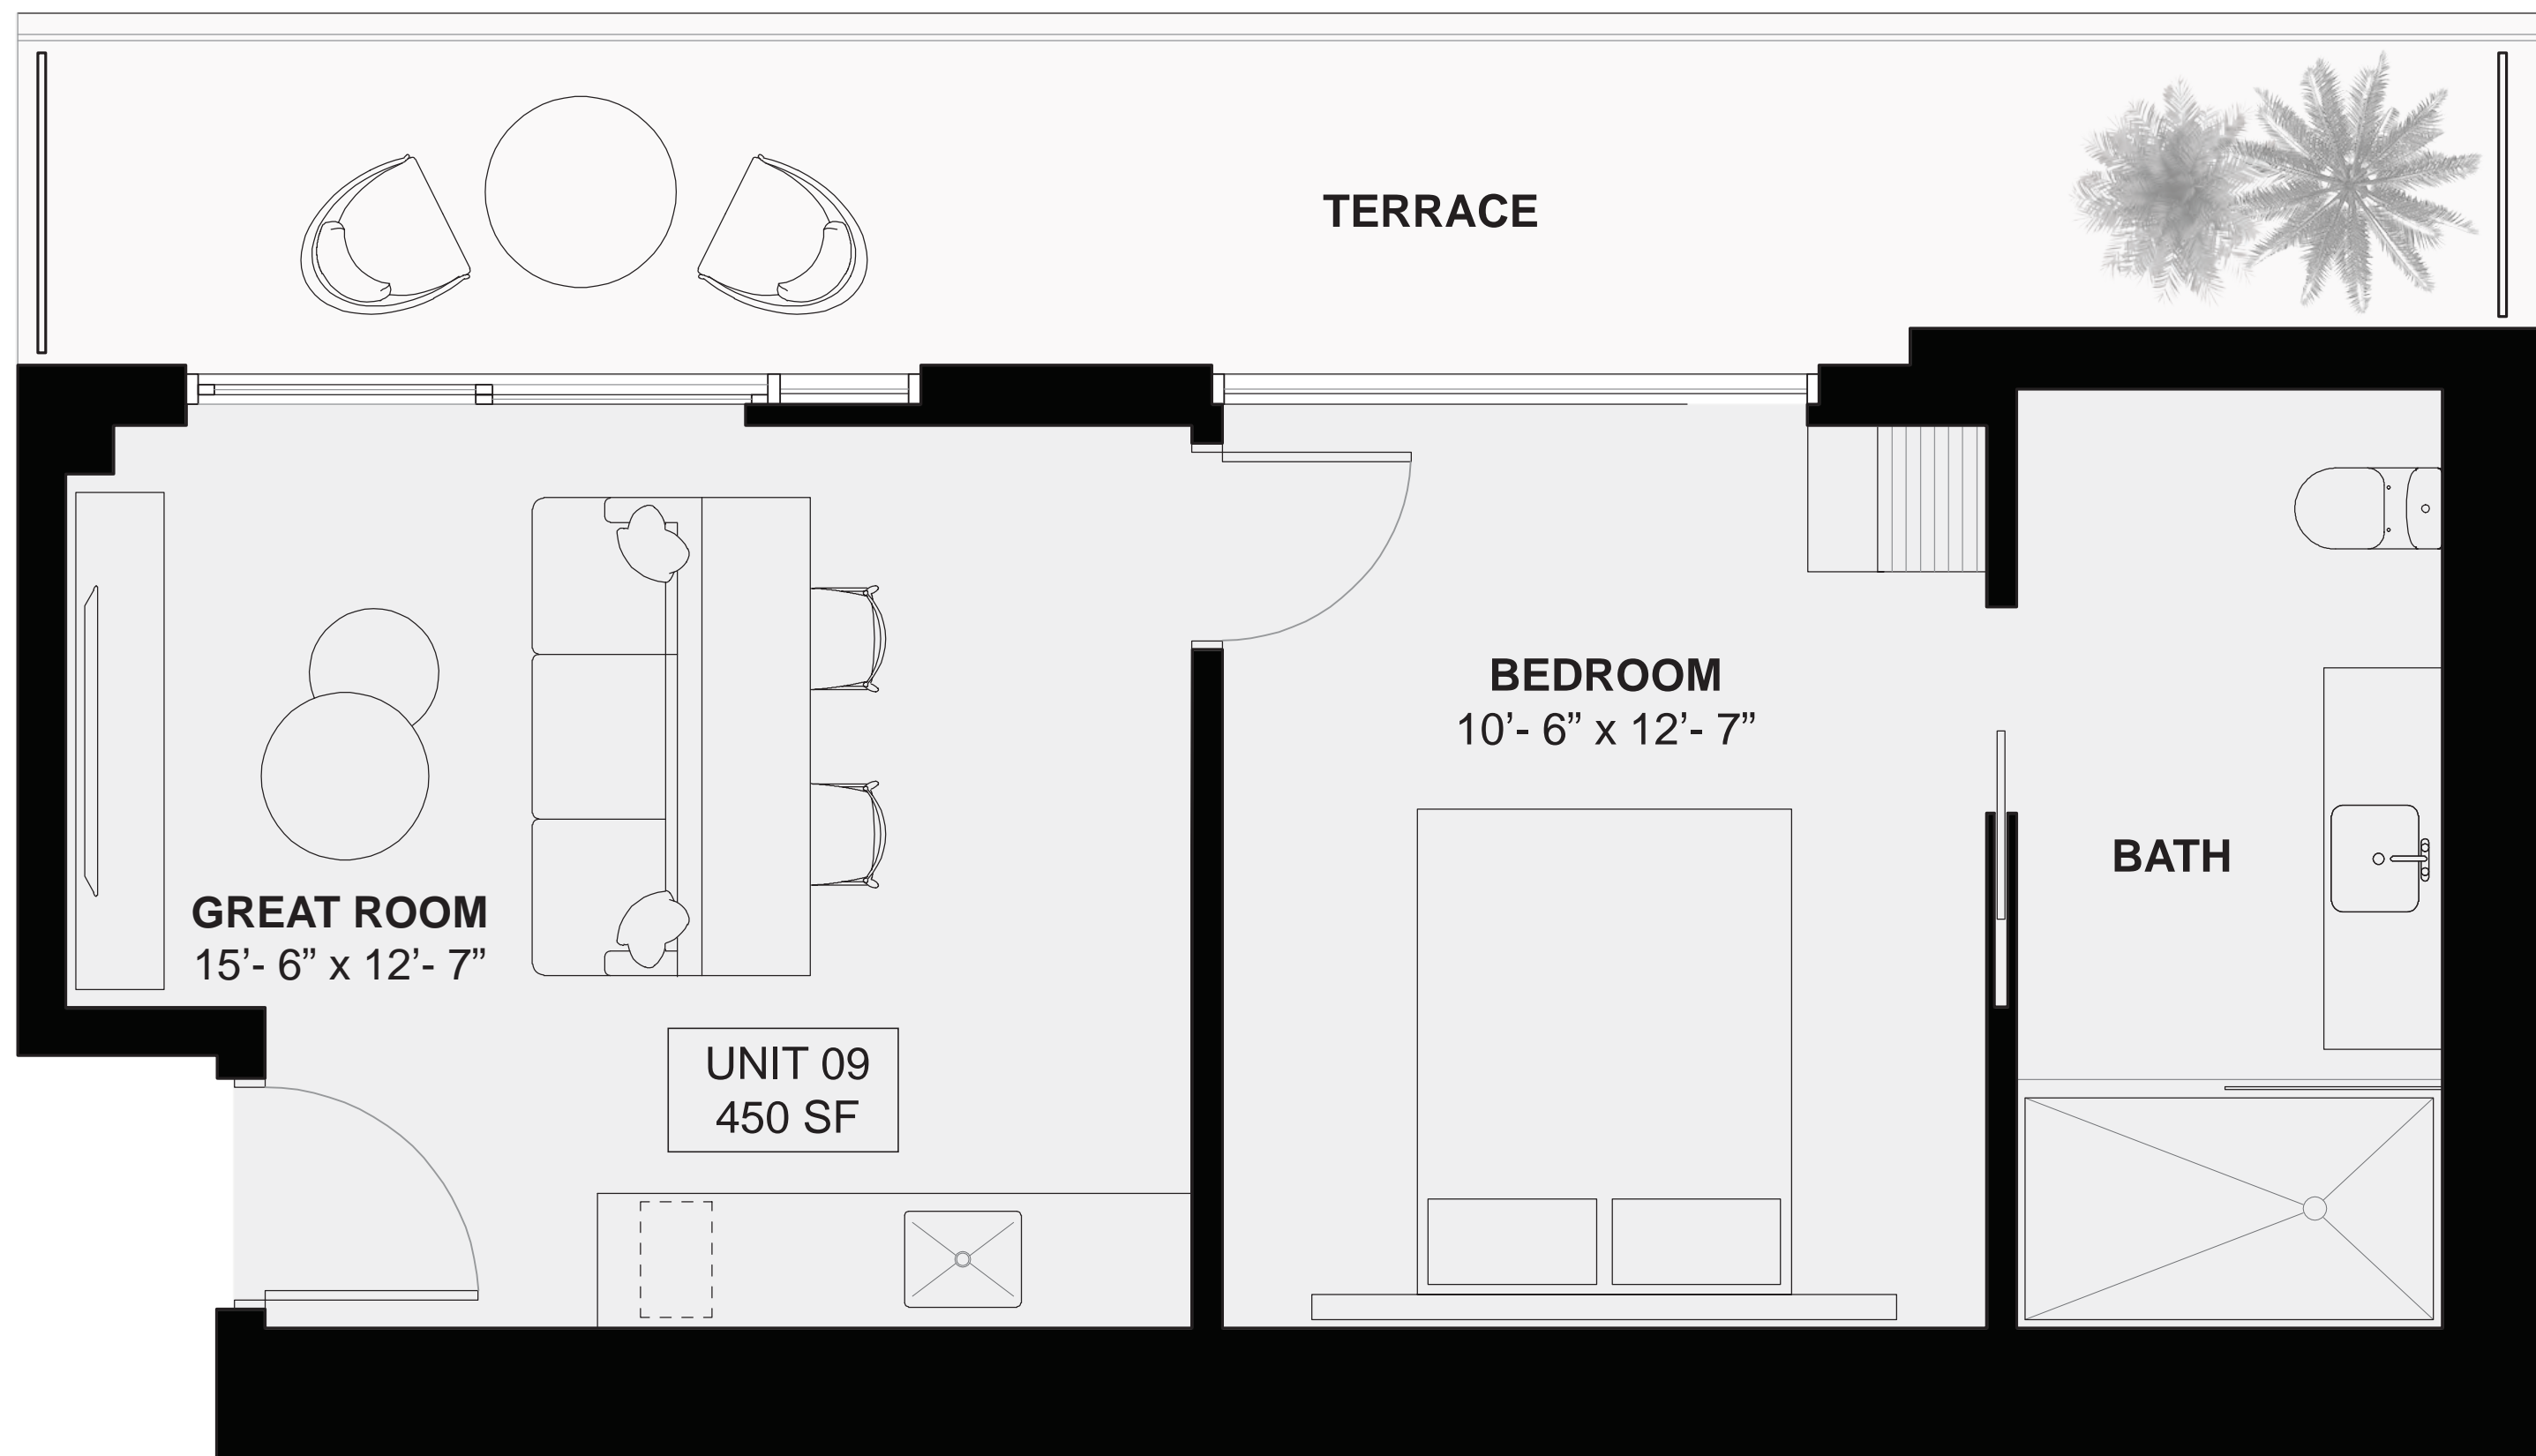 TERRACE
BEDROOM
10’- 6” x 12’- 7”
BATH
GREAT ROOM
15’- 6” x 12’- 7”
UNIT 09
450 SF